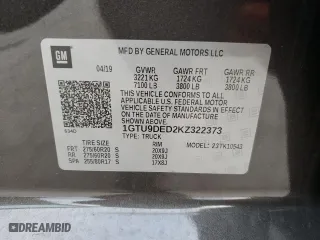 GM
MFD BY GENERAL MOTORS LLC
04/19 GVWR GAWR FRT GAWR RR
3221 KG 1724 KG 1724 KG
7100 LB 3800 LB 3800 LB
THIS VEHICLE CONFORMS TO ALL APPLICABLE
U.S. FEDERAL MOTOR VEHICLE
SAFETY STANDARDS IN EFFECT ON THE
DATE OF MANUFACTURE SHOWN ABOVE.
1GTU9DED2KZ322373
TYPE: TRUCK
TIRE SIZE RIM
FRT 275/60R20 S 20X9J
RR 275/60R20 S 20X9J
SPA S 17X8J
© AUTOBIDMASTER